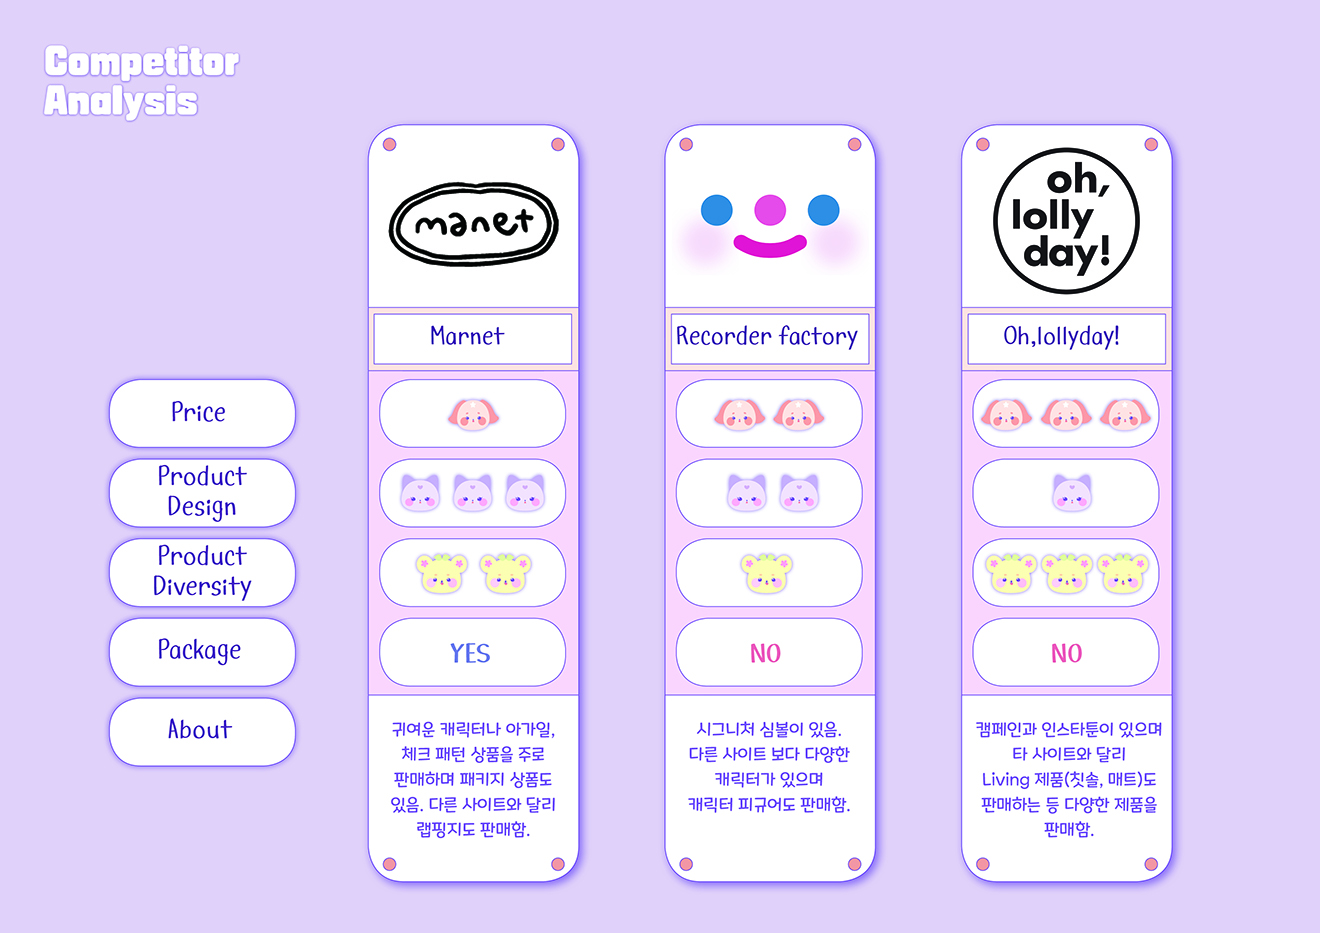 Competitor
Analysis
manet
oh,
lolly
day!
Marnet
Recorder factory
Oh,lollyday!
Price
Product
Design
Product
Diversity
Package
YES
NO
NO
About
귀여운 캐릭터나 아가일,
체크 패턴 상품을 주로
판매하며 패키지 상품도
있음. 다른 사이트와 달리
랩핑지도 판매함.
시그니처 심볼이 있음.
다른 사이트 보다 다양한
캐릭터가 있으며
캐릭터 피규어도 판매함.
캠페인과 인스타툰이 있으며
타 사이트와 달리
Living 제품(칫솔, 매트)도
판매하는 등 다양한 제품을
판매함.